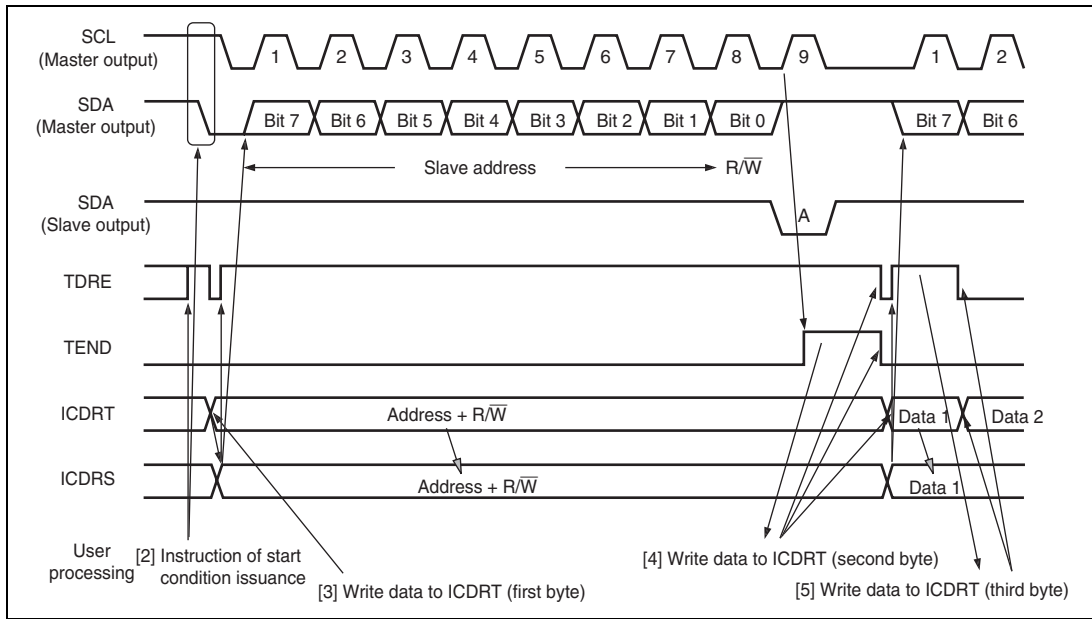 SCL
(Master output)
1 2 3 4 5 6 7 8 9 1 2
SDA
(Master output)
Bit 7 Bit 6 Bit 5 Bit 4 Bit 3 Bit 2 Bit 1 Bit 0 Bit 7 Bit 6
Slave address R/W̅
SDA
(Slave output)
A
TDRE
TEND
ICDRT
Address + R/W̅ Data 1 Data 2
ICDRS
Address + R/W̅ Data 1
User
processing
[2] Instruction of start
condition issuance
[3] Write data to ICDRT (first byte)
[4] Write data to ICDRT (second byte)
[5] Write data to ICDRT (third byte)